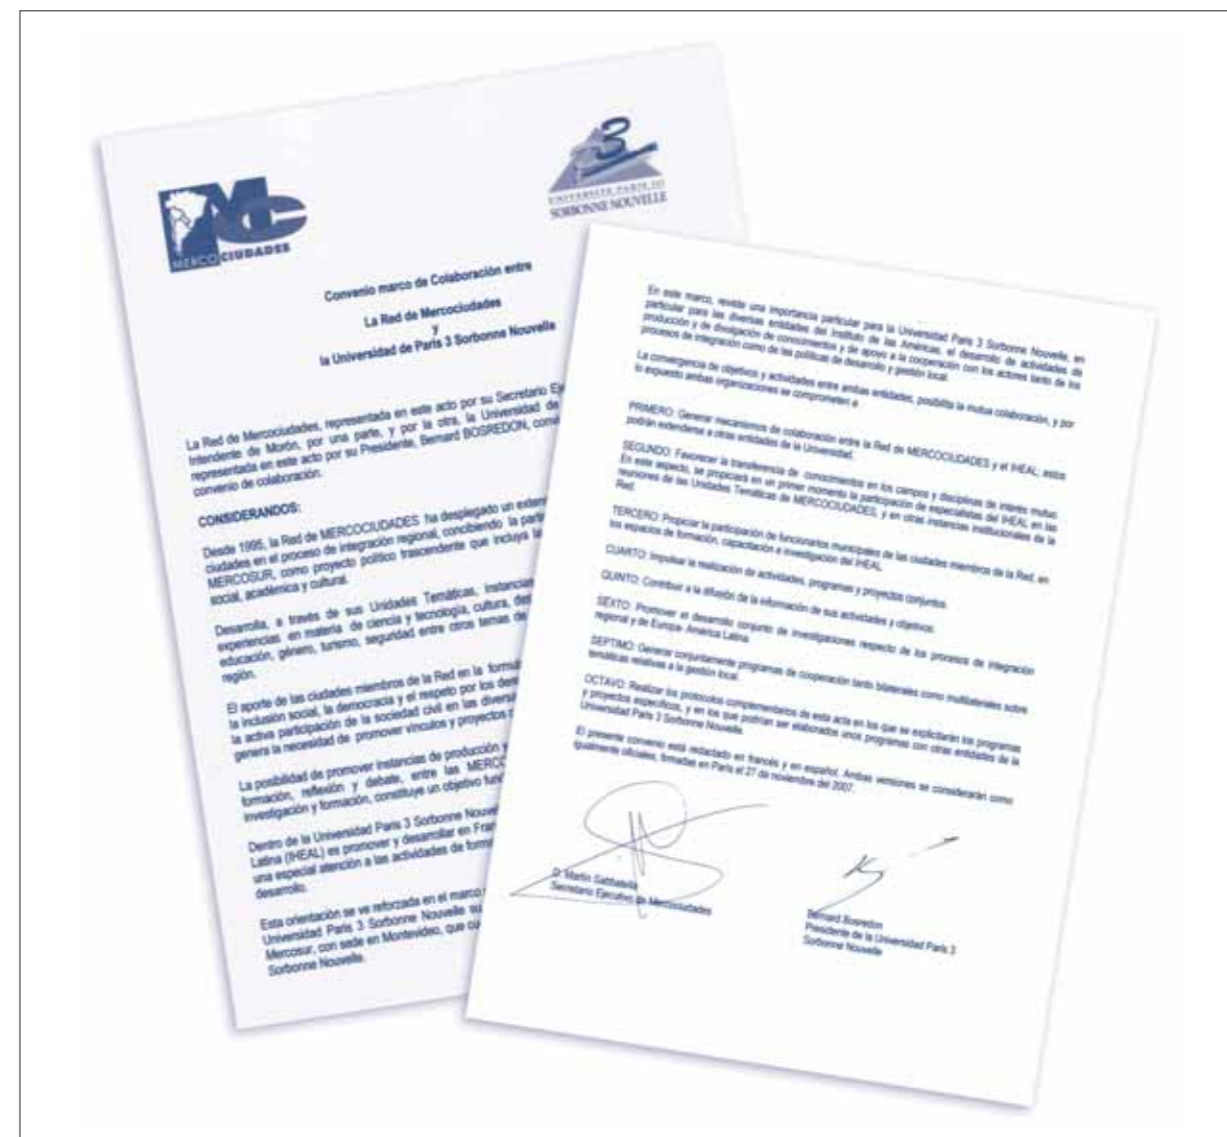 MERCO CIUDADES
3
UNIVERSITE PARIS III
SORBONNE NOUVELLE
Convenio marco de Colaboración entre
La Red de Mercociudades
y
la Universidad de Paris 3 Sorbonne Nouvelle
La Red de Mercociudades, representada en este acto por su Secretario
Intendente de Morón, por una parte, y por la otra, la Universidad de
representada en este acto por su Presidente, Bernard BOSREDON,
convenio de colaboración:
CONSIDERANDOS:
Desde 1995, la Red de MERCOCIUDADES ha desplegado un
ciudades en el proceso de integración regional, concibiendo la
MERCOSUR, como proyecto político trascendente que incluya la
social, académica y cultural.
Desarrolla, a través de sus Unidades Temáticas, instancias
experiencias en materia de ciencia y tecnología, cultura,
educación, género, turismo, seguridad entre otros temas de
región.
El aporte de las ciudades miembros de la Red en la
la inclusión social, la democracia y el respeto por los
la activa participación de la sociedad civil en las
genera la necesidad de promover vínculos y proyectos
La posibilidad de promover instancias de producción y
formación, reflexión y debate, entre las
investigación y formación, constituye un objetivo
Dentro de la Universidad Paris 3 Sorbonne
Latina (IHEAL) es promover y desarrollar en
una especial atención a las actividades de
desarrollo.
Esta orientación se ve reforzada en el marco
Universidad Paris 3 Sorbonne Nouvelle
Mercosur, con sede en Montevideo, que
Sorbonne Nouvelle.
En este marco, reviste una importancia particular para la Universidad Paris 3 Sorbonne Nouvelle, en
particular para las diversas entidades del Instituto de las Américas, el desarrollo de actividades de
producción y de divulgación de conocimientos y de apoyo a la cooperación con los actores tanto de los
procesos de integración como de las políticas de desarrollo y gestión local.
La convergencia de objetivos y actividades entre ambas entidades, posibilita la mutua colaboración, y por
lo expuesto ambas organizaciones se comprometen a
PRIMERO: Generar mecanismos de colaboración entre la Red de MERCOCIUDADES y el IHEAL; estos
podrán extenderse a otras entidades de la Universidad.
SEGUNDO: Favorecer la transferencia de conocimientos en los campos y disciplinas de interés mutuo.
En este aspecto, se propiciará en un primer momento la participación de especialistas del IHEAL en las
reuniones de las Unidades Temáticas de MERCOCIUDADES, y en otras instancias institucionales de la
Red.
TERCERO: Propiciar la participación de funcionarios municipales de las ciudades miembros de la Red, en
los espacios de formación, capacitación e investigación del IHEAL.
CUARTO: Impulsar la realización de actividades, programas y proyectos conjuntos.
QUINTO: Contribuir a la difusión de la información de sus actividades y objetivos.
SEXTO: Promover el desarrollo conjunto de investigaciones respecto de los procesos de integración
regional y de Europa- América Latina.
SEPTIMO: Generar conjuntamente programas de cooperación tanto bilaterales como multilaterales sobre
temáticas relativas a la gestión local.
OCTAVO: Realizar los protocolos complementarios de esta acta en los que se explicitarán los programas
y proyectos específicos, y en los que podrían ser elaborados unos programas con otras entidades de la
Universidad Paris 3 Sorbonne Nouvelle.
El presente convenio está redactado en francés y en español. Ambas versiones se considerarán como
igualmente oficiales, firmadas en Paris el 27 de noviembre del 2007.
D. Martín Sabbatella
Secretario Ejecutivo de Mercociudades
Bernard Bosredon
Presidente de la Universidad Paris 3
Sorbonne Nouvelle